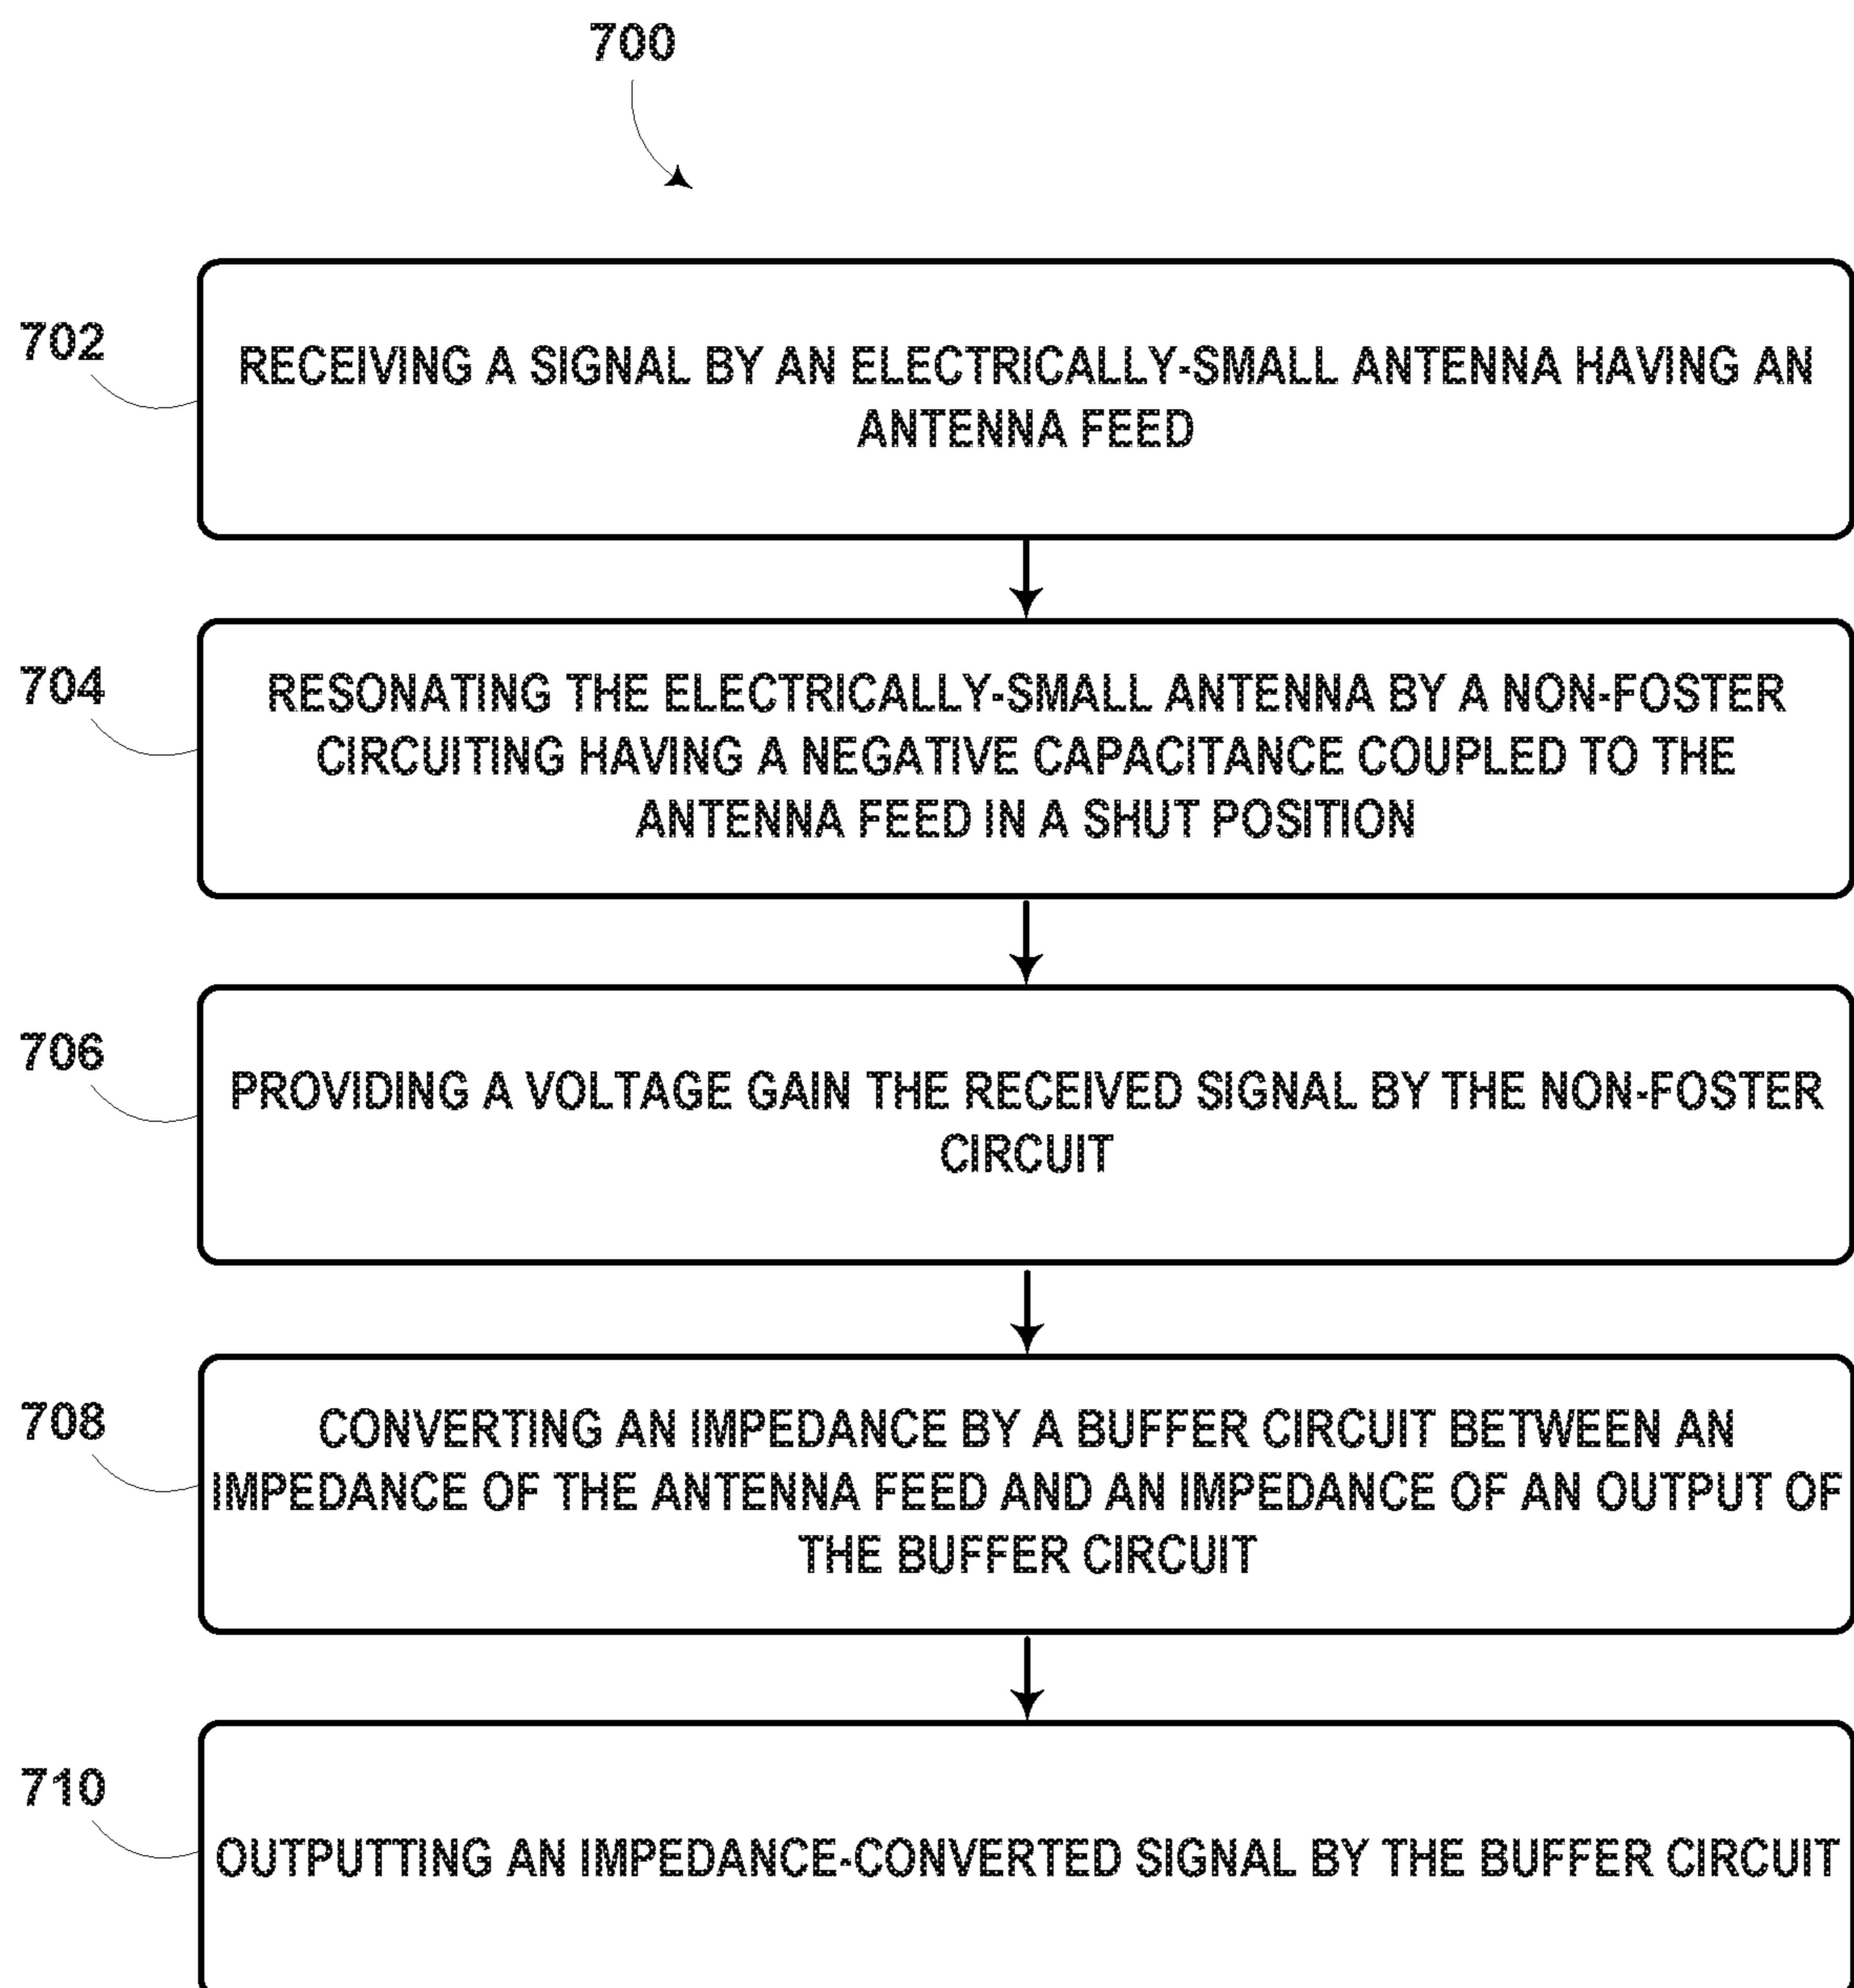 700
702
RECEIVING A SIGNAL BY AN ELECTRICALLY-SMALL ANTENNA HAVING AN
ANTENNA FEED
704
RESONATING THE ELECTRICALLY-SMALL ANTENNA BY A NON-FOSTER
CIRCUITING HAVING A NEGATIVE CAPACITANCE COUPLED TO THE
ANTENNA FEED IN A SHUT POSITION
706
PROVIDING A VOLTAGE GAIN THE RECEIVED SIGNAL BY THE NON-FOSTER
CIRCUIT
708
CONVERTING AN IMPEDANCE BY A BUFFER CIRCUIT BETWEEN AN
IMPEDANCE OF THE ANTENNA FEED AND AN IMPEDANCE OF AN OUTPUT OF
THE BUFFER CIRCUIT
710
OUTPUTTING AN IMPEDANCE-CONVERTED SIGNAL BY THE BUFFER CIRCUIT